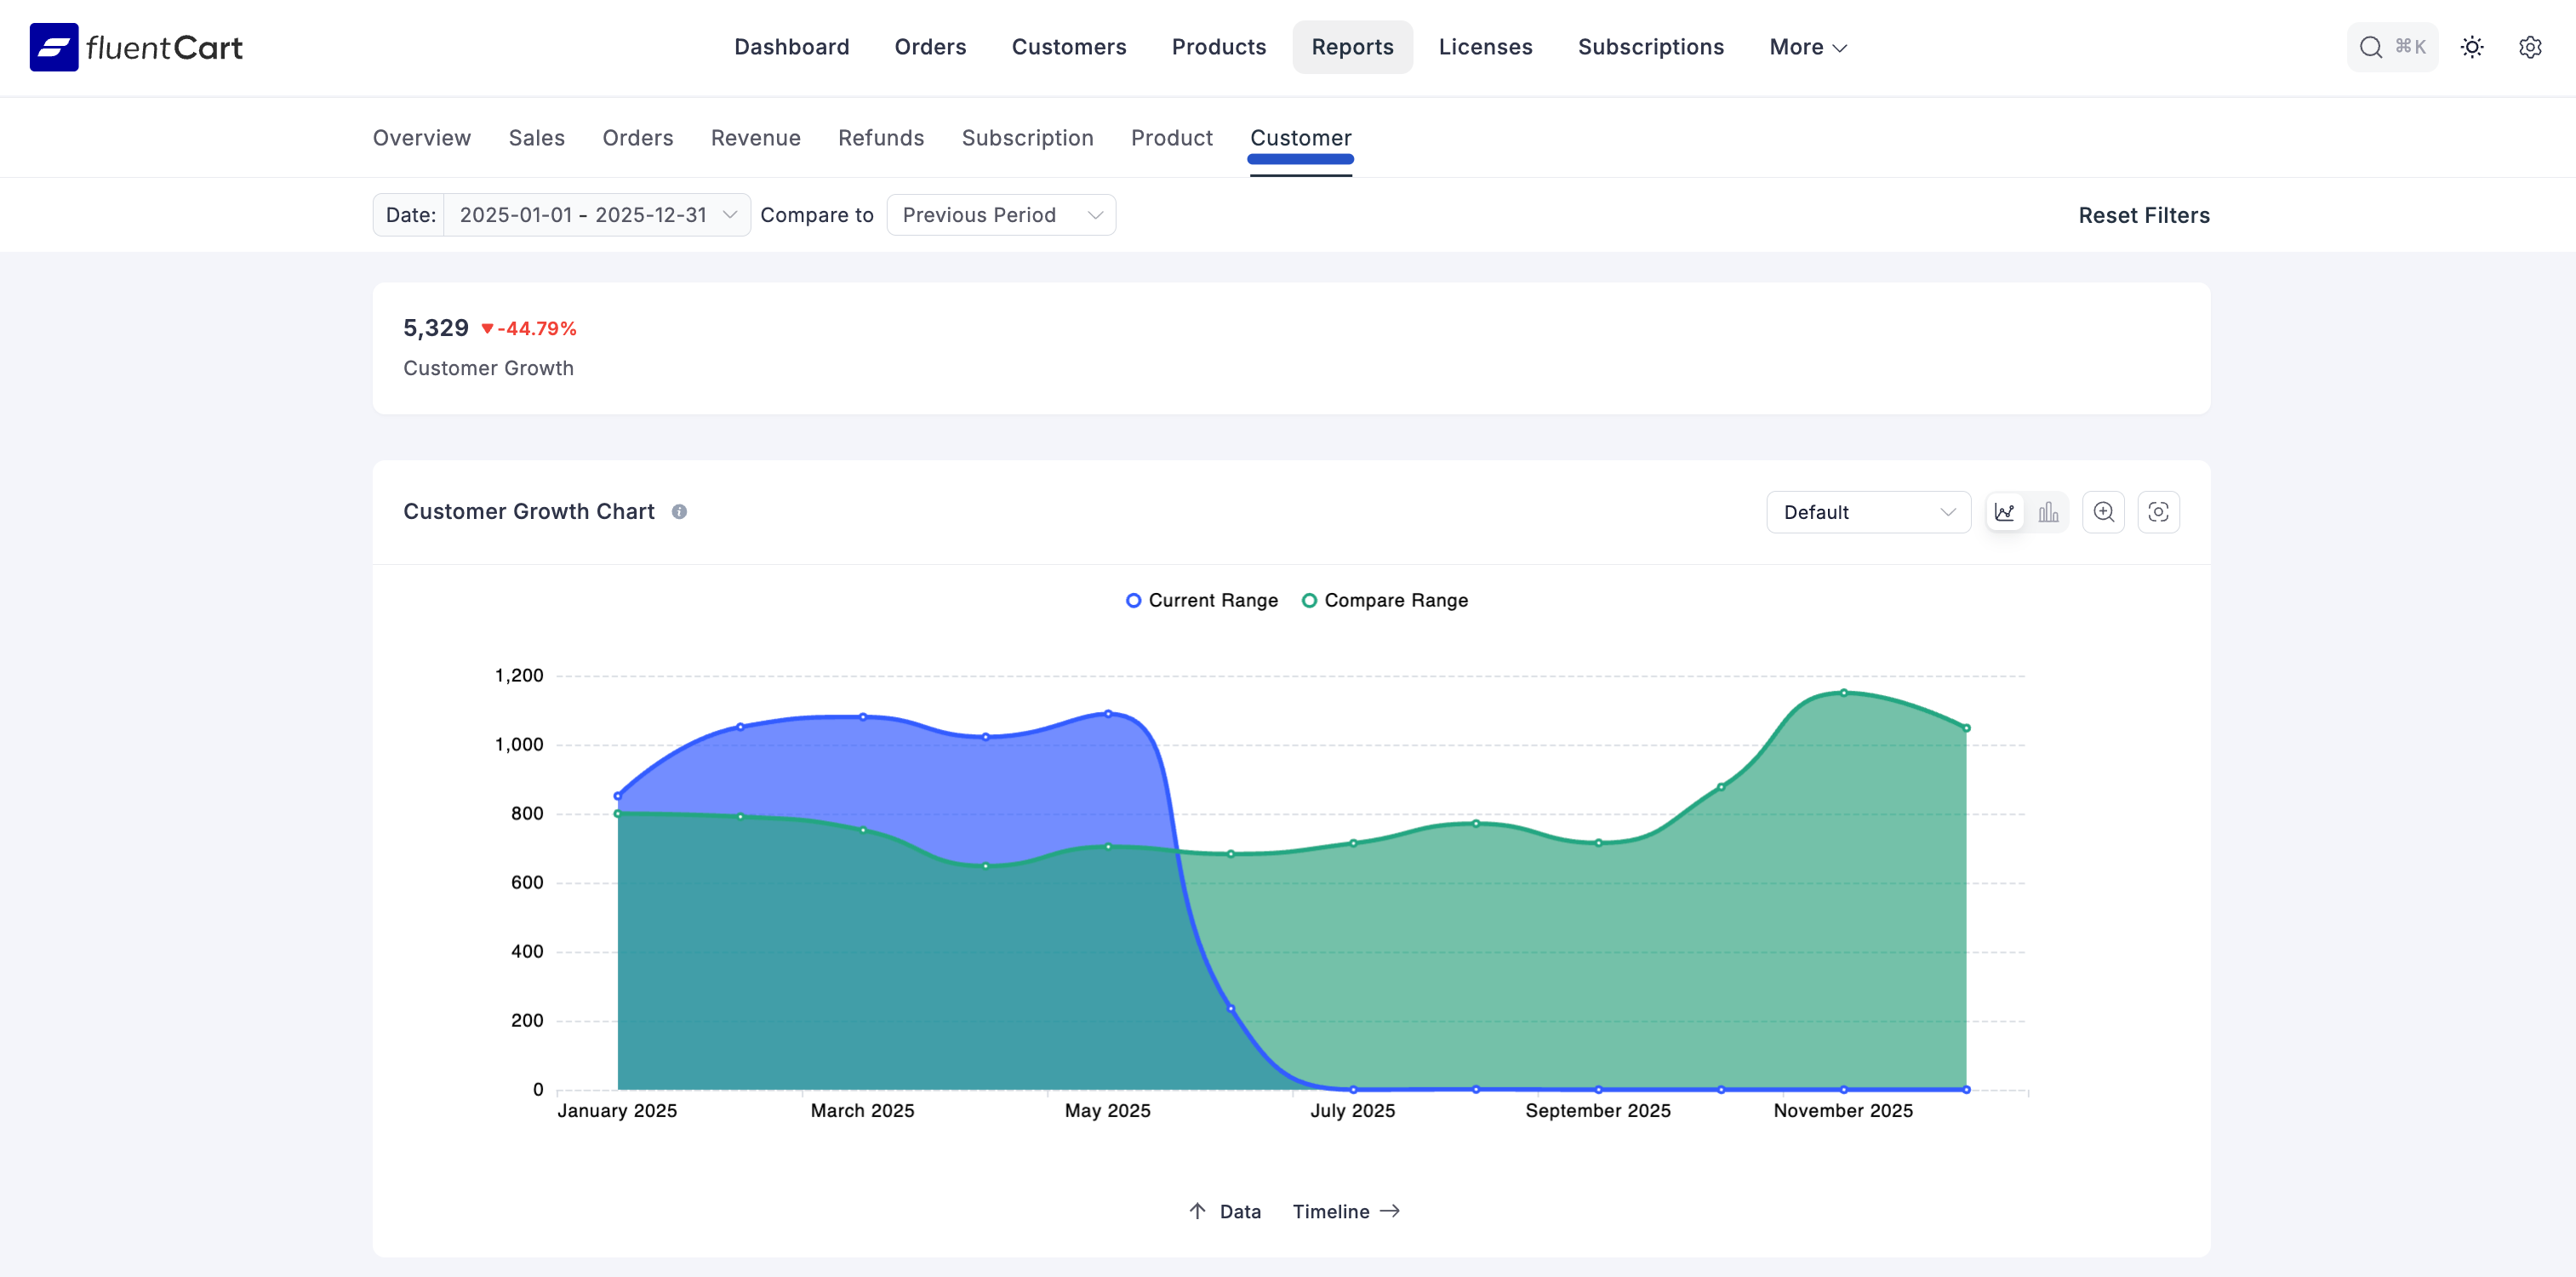 fluentCart
Dashboard Orders Customers Products Reports Licenses Subscriptions More
⌘K
Overview Sales Orders Revenue Refunds Subscription Product Customer
Date: 2025-01-01 - 2025-12-31 Compare to Previous Period Reset Filters
5,329 -44.79%
Customer Growth
Customer Growth Chart Default
Current Range Compare Range
1,200
1,000
800
600
400
200
0
January 2025 March 2025 May 2025 July 2025 September 2025 November 2025
↑ Data Timeline →